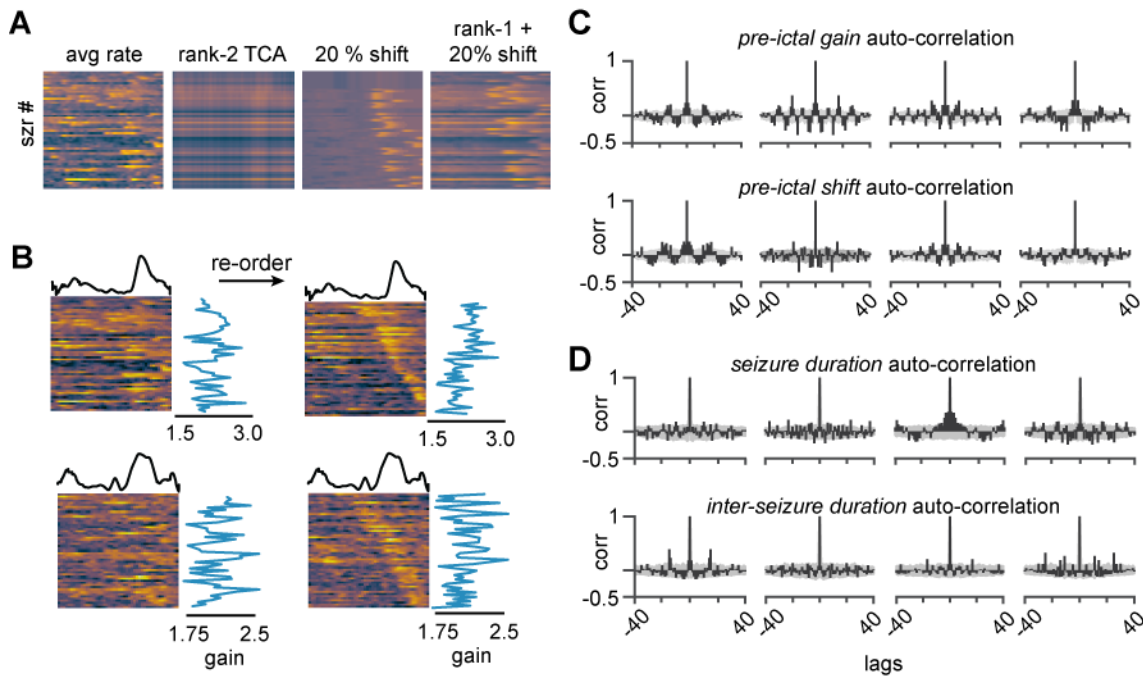 A
avg rate
rank-2 TCA
20 % shift
rank-1 +
20% shift
szr #
B
re-order
1.5 3.0
1.5 3.0
1.75 2.5
gain
1.75 2.5
gain
C
pre-ictal gain auto-correlation
corr
1
-0.5
pre-ictal shift auto-correlation
corr
1
-0.5
-40 40 -40 40 -40 40 -40 40
D
seizure duration auto-correlation
corr
1
-0.5
inter-seizure duration auto-correlation
corr
1
-0.5
-40 40 -40 40 -40 40 -40 40
lags